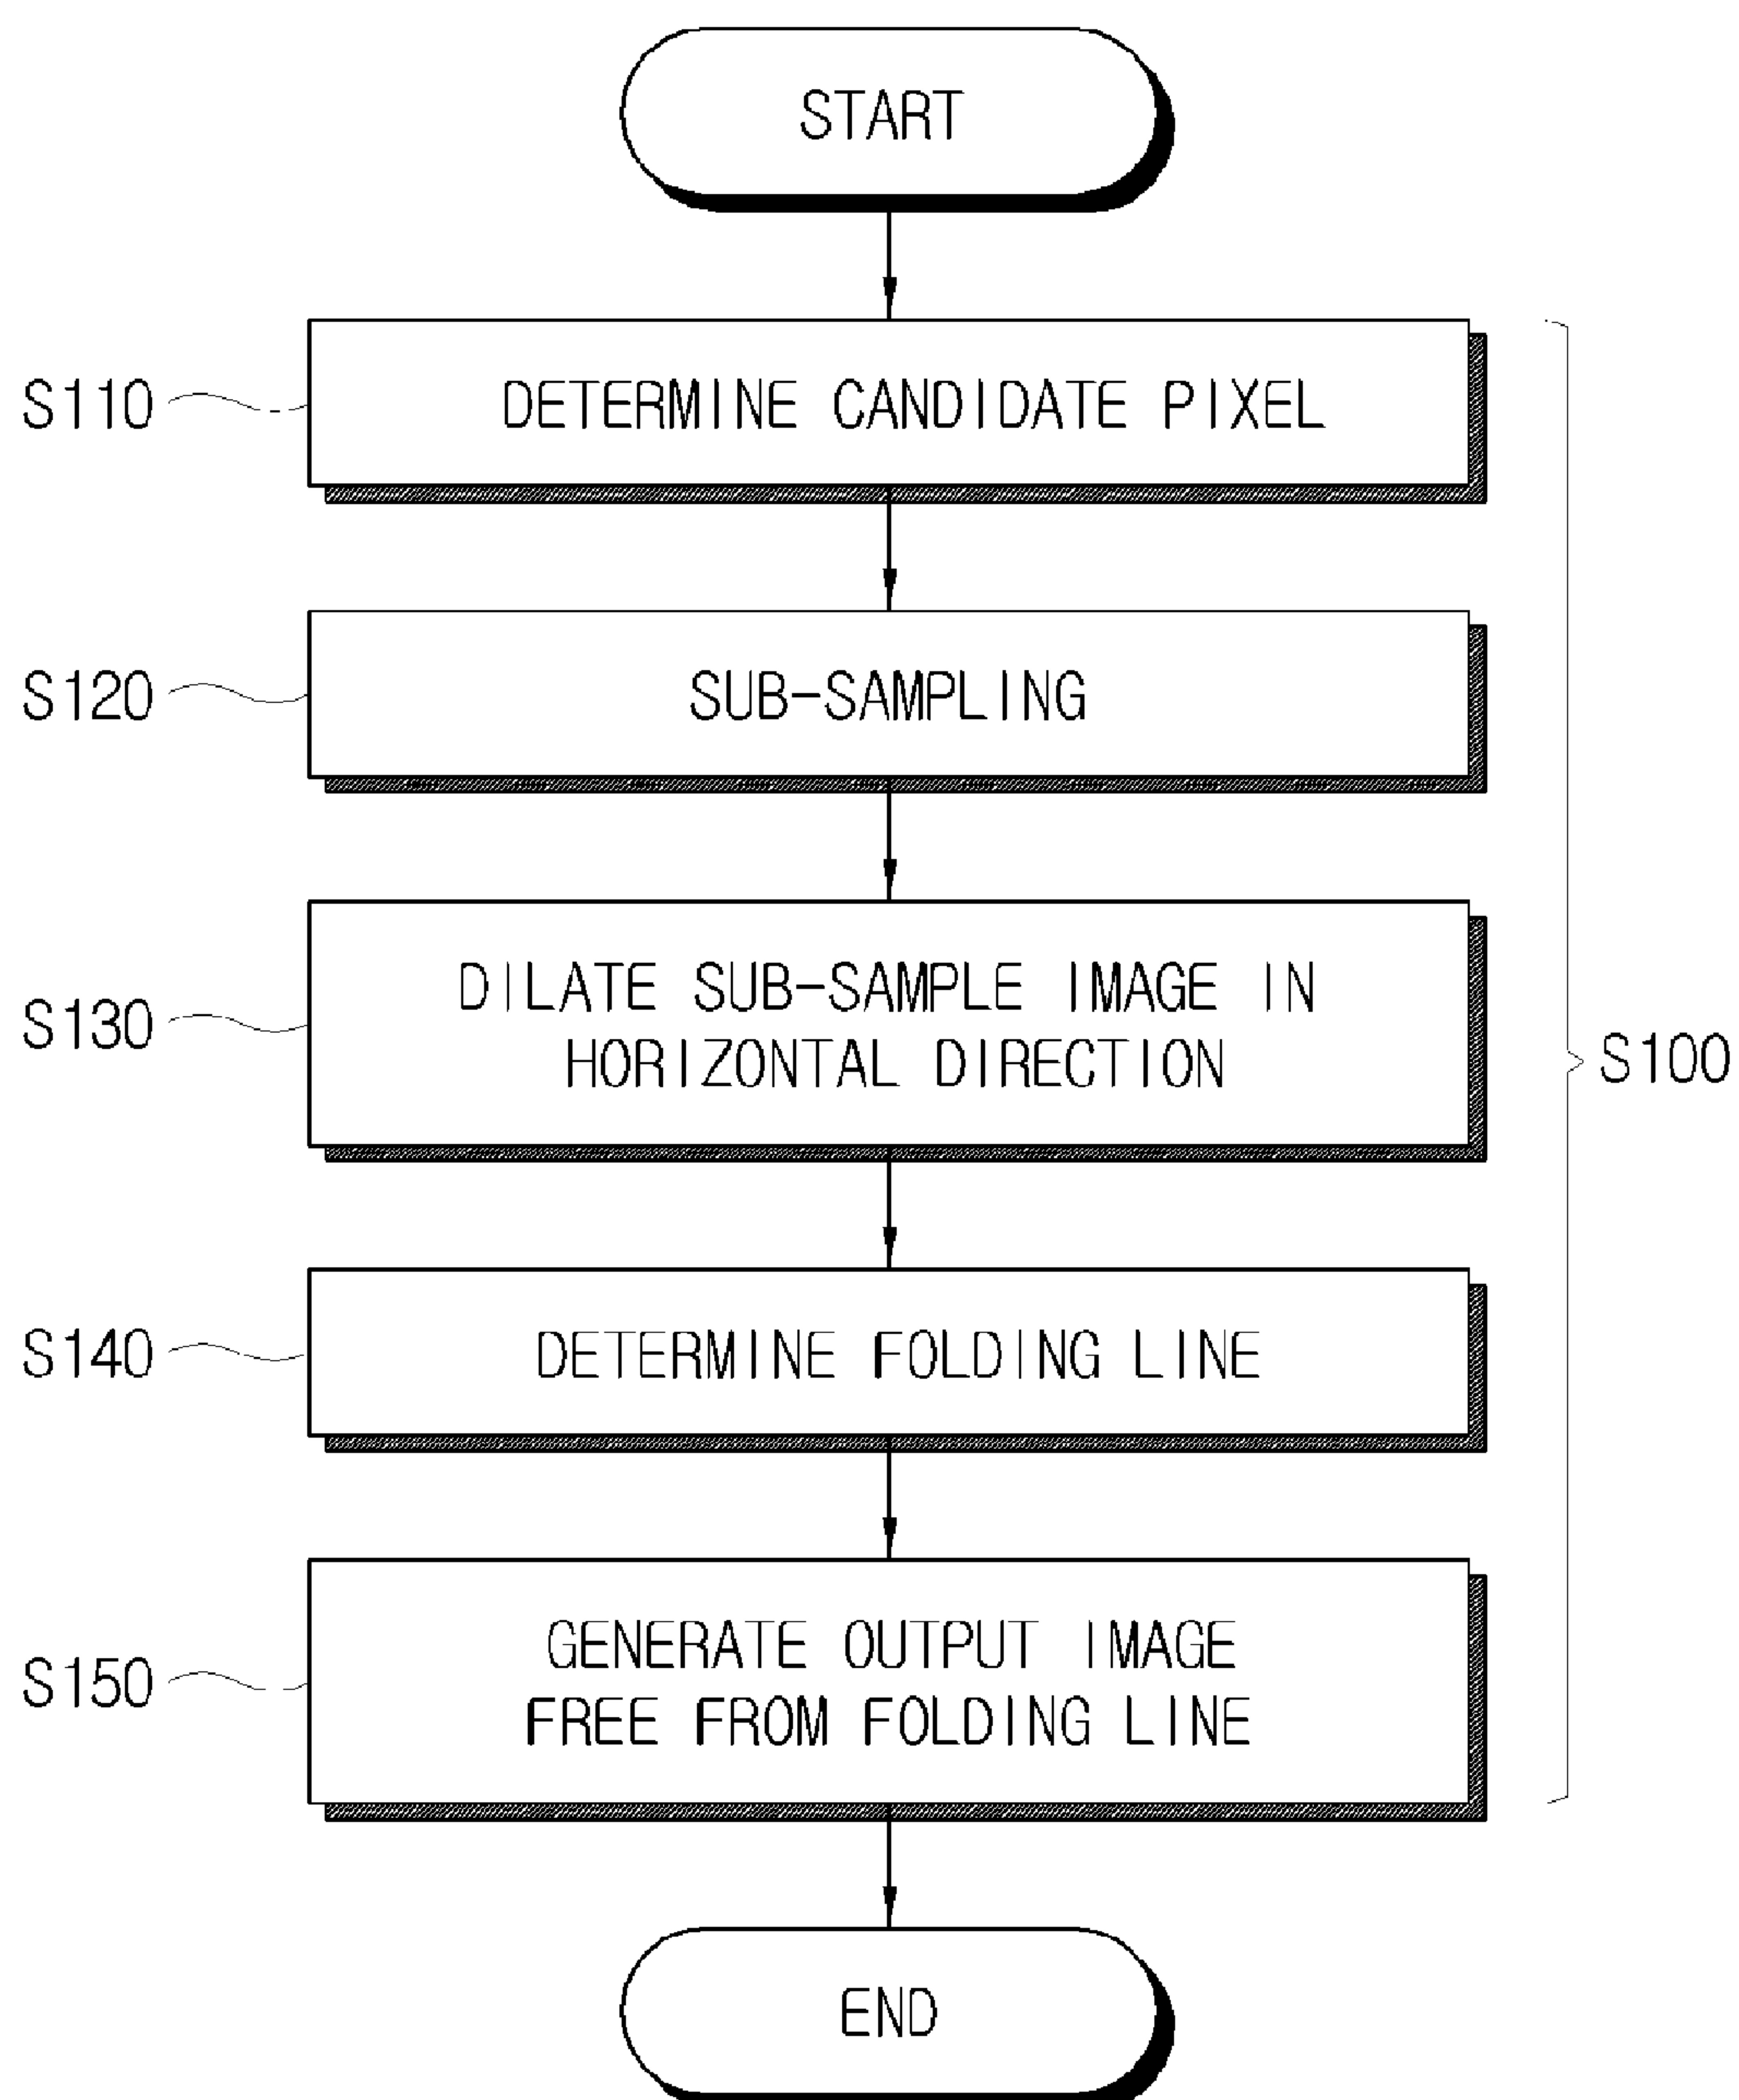 START
S110
DETERMINE CANDIDATE PIXEL
S120
SUB-SAMPLING
S130
DILATE SUB-SAMPLE IMAGE IN
HORIZONTAL DIRECTION
S100
S140
DETERMINE FOLDING LINE
S150
GENERATE OUTPUT IMAGE
FREE FROM FOLDING LINE
END